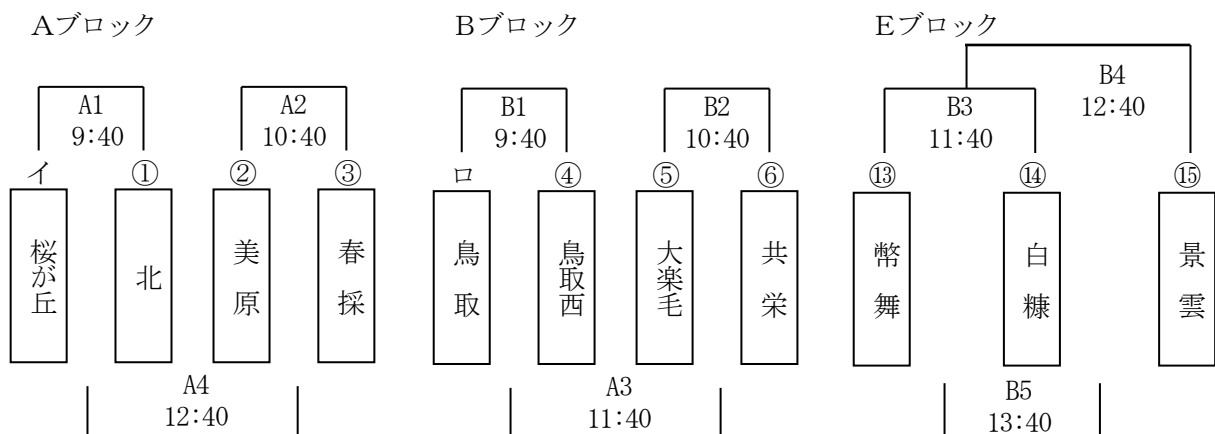 Aブロック
Bブロック
Eブロック
A1
9:40
A2
10:40
B1
9:40
B2
10:40
B3
11:40
B4
12:40
イ
①
②
③
ロ
④
⑤
⑥
⑬
⑭
⑮
桜が丘
北
美原
春採
鳥取
鳥取西
大楽毛
共栄
幣舞
白糠
景雲
A4
12:40
A3
11:40
B5
13:40